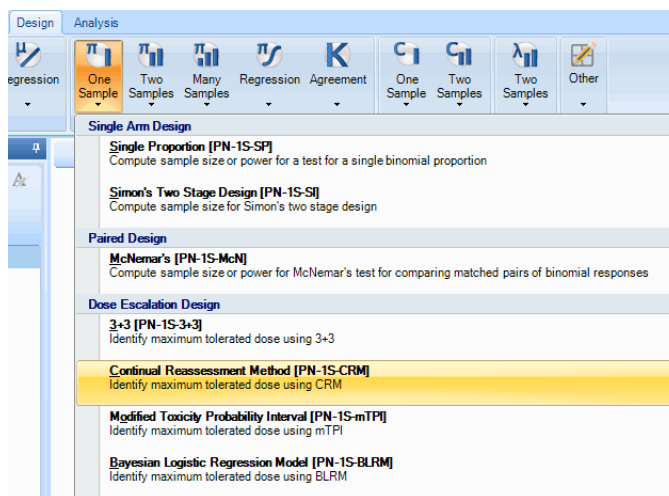 Design Analysis
μ π π π π K C C λ
egression One Sample Two Samples Many Samples Regression Agreement One Sample Two Samples Two Samples Other
Single Arm Design
Single Proportion [PN-1S-SP]
Compute sample size or power for a test for a single binomial proportion
Simon's Two Stage Design [PN-1S-SI]
Compute sample size for Simon's two stage design
Paired Design
McNemar's [PN-1S-McN]
Compute sample size or power for McNemar's test for comparing matched pairs of binomial responses
Dose Escalation Design
3+3 [PN-1S-3+3]
Identify maximum tolerated dose using 3+3
Continual Reassessment Method [PN-1S-CRM]
Identify maximum tolerated dose using CRM
Modified Toxicity Probability Interval [PN-1S-mTPI]
Identify maximum tolerated dose using mTPI
Bayesian Logistic Regression Model [PN-1S-BLRM]
Identify maximum tolerated dose using BLRM